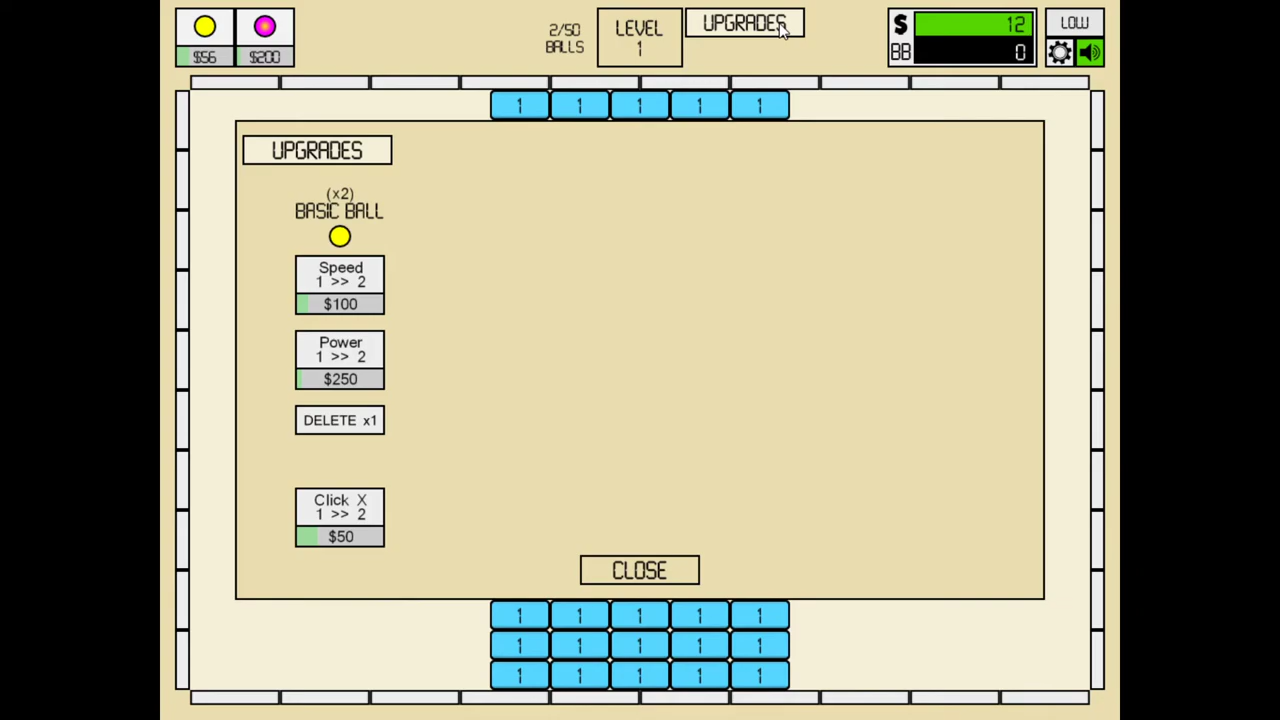 $56
$200
2/50
BALLS
LEVEL
1
UPGRADES
$ 12
BB 0
LOW
1 1 1 1 1
UPGRADES
(x2)
BASIC BALL
Speed
1 >> 2
$100
Power
1 >> 2
$250
DELETE x1
Click X
1 >> 2
$50
CLOSE
1 1 1 1 1
1 1 1 1 1
1 1 1 1 1